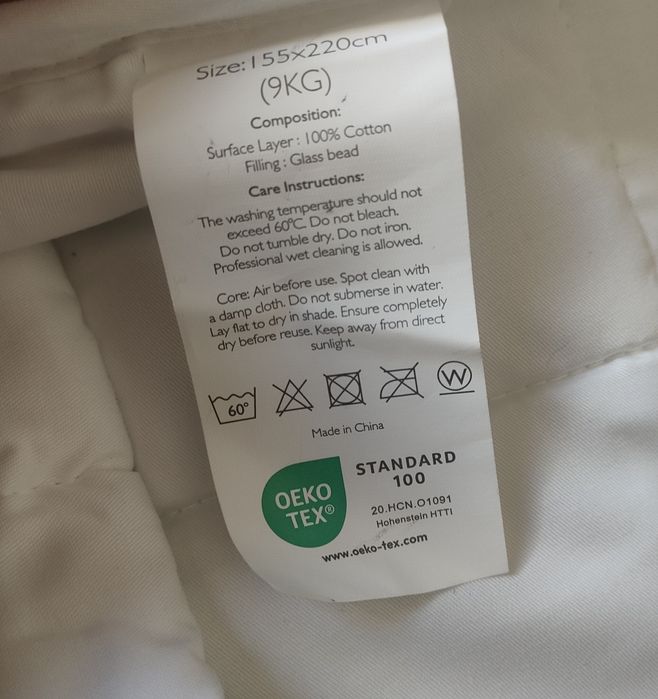 Size: 155x220cm
(9KG)
Composition:
Surface Layer : 100% Cotton
Filling : Glass bead
Care Instructions:
The washing temperature should not
exceed 60°C. Do not bleach.
Do not tumble dry. Do not iron.
Professional wet cleaning is allowed.
Core: Air before use. Spot clean with
a damp cloth. Do not submerse in water.
Lay flat to dry in shade. Ensure completely
dry before reuse. Keep away from direct
sunlight.
60°
W
Made in China
OEKO
TEX®
STANDARD
100
20.HCN.O1091
Hohenstein HTTI
www.oeko-tex.com